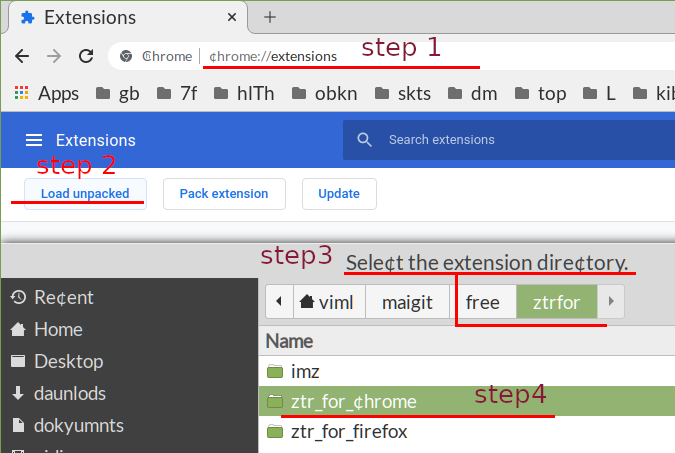 Extensions
step 1
₵hrome ¢hrome://extensions
Apps gb 7f hlTh obkn skts dm top L
Extensions Search extensions
step 2
Load unpacked Pack extension Update
step3 Sele¢t the extension dire¢tory.
Re¢ent viml maigit free ztrfor
Home Name
Desktop imz
daunlods ztr_for_¢hrome step4
dokyumnts ztr_for_firefox